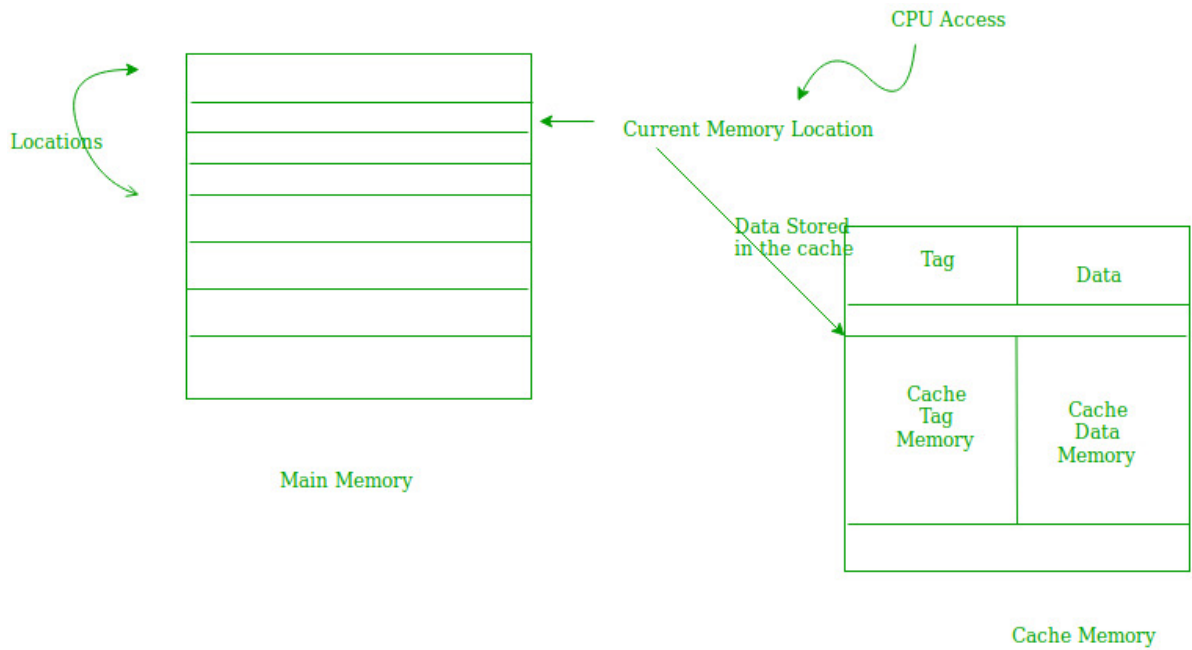 CPU Access
Locations
Current Memory Location
Data Stored
in the cache
Tag
Data
Cache
Tag
Memory
Cache
Data
Memory
Main Memory
Cache Memory